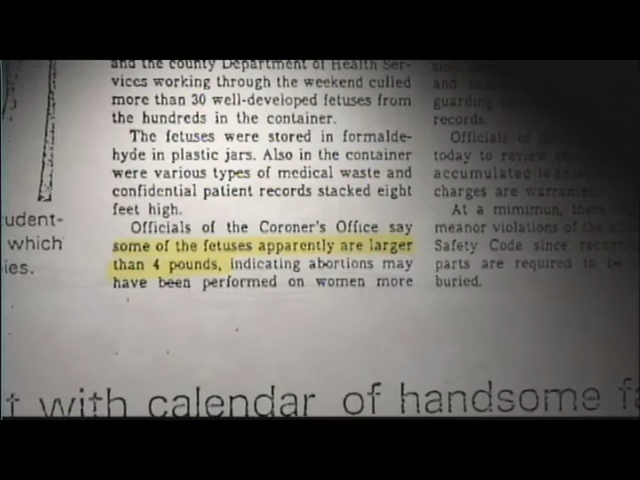 and the county Department of Health Ser-
vices working through the weekend culled
more than 30 well-developed fetuses from
the hundreds in the container.
The fetuses were stored in formalde-
hyde in plastic jars. Also in the container
were various types of medical waste and
confidential patient records stacked eight
feet high.
Officials of the Coroner's Office say
some of the fetuses apparently are larger
than 4 pounds, indicating abortions may
have been performed on women more
udent-
which
ies.
and
guarding
records.
Officials of
today to review
accumulated to
charges are warranted.
At a mimimun, there
meanor violations of the
Safety Code since
parts are required to be
buried.
t with calendar of handsome